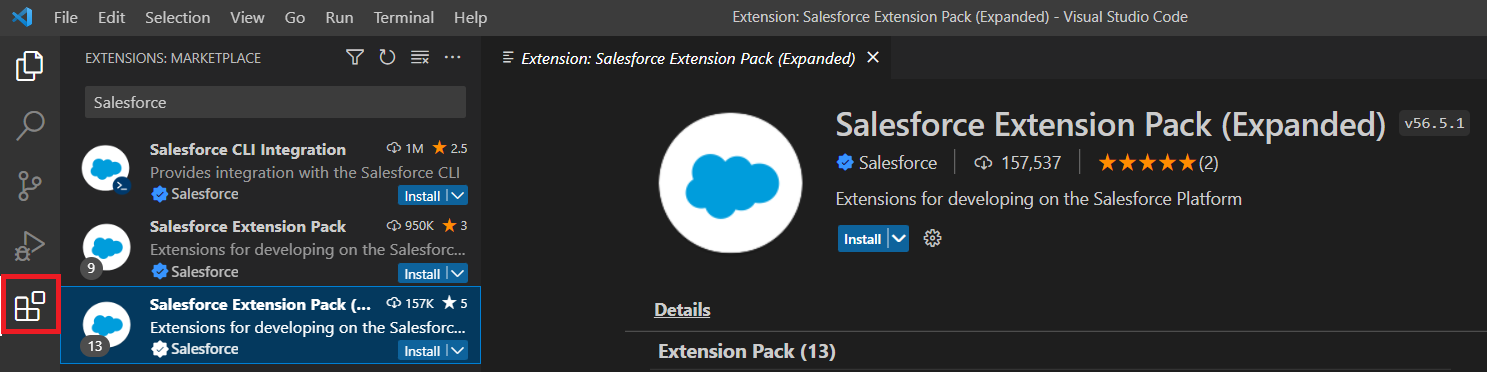 File Edit Selection View Go Run Terminal Help
Extension: Salesforce Extension Pack (Expanded) - Visual Studio Code
EXTENSIONS: MARKETPLACE
Salesforce
Salesforce CLI Integration 1M 2.5
Provides integration with the Salesforce CLI
Salesforce Install
Salesforce Extension Pack 950K 3
Extensions for developing on the Salesforc...
9 Salesforce Install
Salesforce Extension Pack (... 157K 5
Extensions for developing on the Salesforc...
13 Salesforce Install
Extension: Salesforce Extension Pack (Expanded)
Salesforce Extension Pack (Expanded) v56.5.1
Salesforce 157,537 (2)
Extensions for developing on the Salesforce Platform
Install
Details
Extension Pack (13)